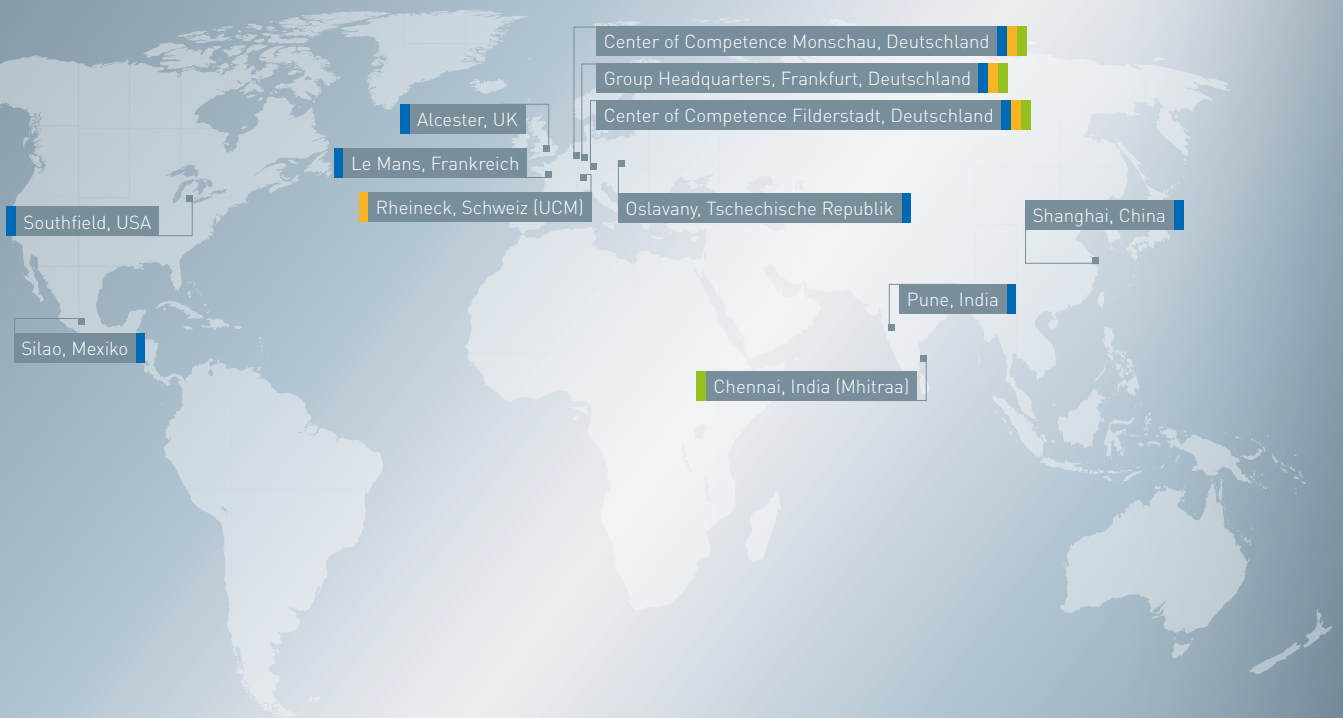 Center of Competence Monschau, Deutschland
Group Headquarters, Frankfurt, Deutschland
Center of Competence Filderstadt, Deutschland
Alcester, UK
Le Mans, Frankreich
Rheineck, Schweiz (UCM)
Oslavany, Tschechische Republik
Southfield, USA
Shanghai, China
Pune, India
Silao, Mexiko
Chennai, India (Mhitraa)